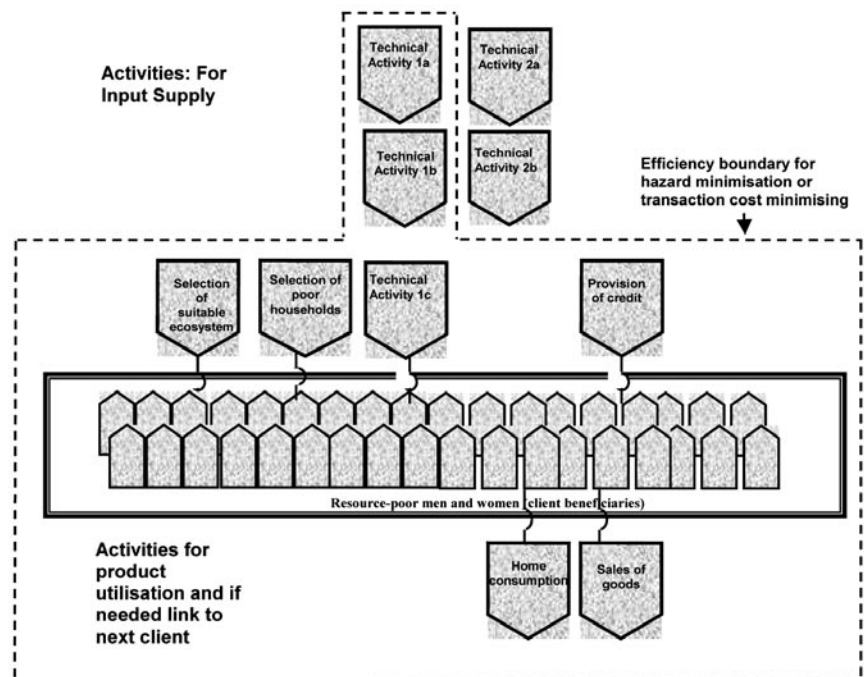 Activities: For
Input Supply
Technical
Activity 1a
Technical
Activity 2a
Technical
Activity 1b
Technical
Activity 2b
Efficiency boundary for
hazard minimisation or
transaction cost minimising
Selection
of
suitable
ecosystem
Selection of
poor
households
Technical
Activity 1c
Provision
of credit
Resource-poor men and women (client beneficiaries)
Activities for
product
utilisation and if
needed link to
next client
Home
consumption
Sales of
goods